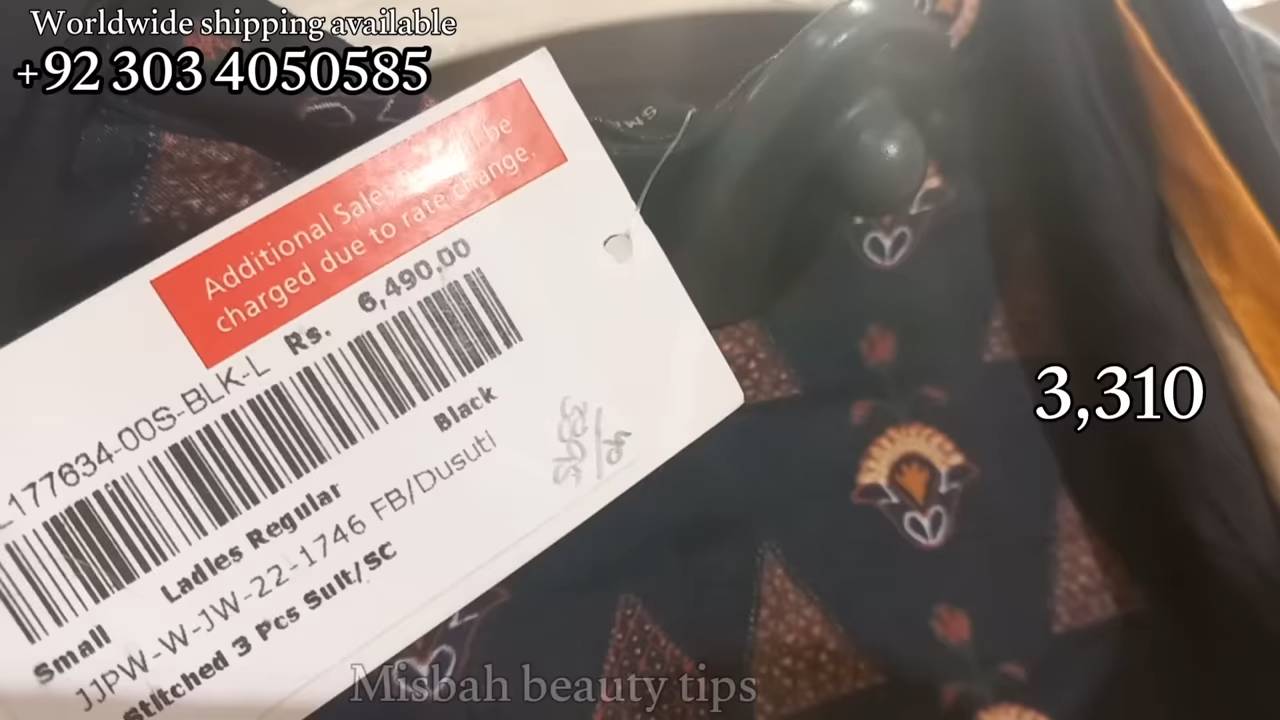 Worldwide shipping available
+92 303 4050585
Additional Sales be
charged due to rate change.
Rs. 6,490.00
177634-00S-BLK-L
Black
Ladies Regular
JJPW-W-JW-22-1746 FB/Dusuti
Small
Stitched 3 Pcs Suit/SC
3,310
Misbah beauty tips